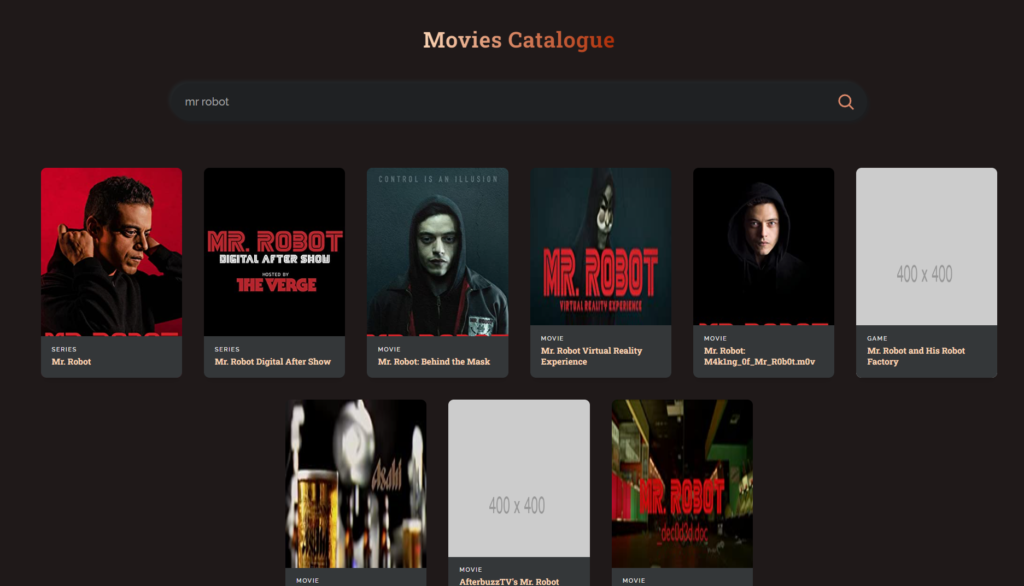 Movies Catalogue
mr robot
MR. ROBOT
SERIES
Mr. Robot
MR. ROBOT
DIGITAL AFTER SHOW
HOSTED BY
THE VERGE
SERIES
Mr. Robot Digital After Show
CONTROL IS AN ILLUSION
MOVIE
Mr. Robot: Behind the Mask
MR. ROBOT
VIRTUAL REALITY EXPERIENCE
MOVIE
Mr. Robot Virtual Reality
Experience
MOVIE
Mr. Robot:
M4k1ng_0f_Mr_R0b0t.m0v
400 x 400
GAME
Mr. Robot and His Robot
Factory
Asahi
MOVIE
400 x 400
MOVIE
AfterbuzzTV's Mr. Robot
MR. ROBOT
_dec0d3d.doc
MOVIE